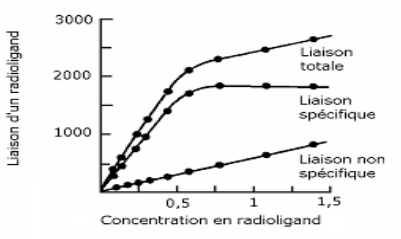 3000
Liaison d'un radioligand
Liaison
totale
2000
Liaison
spécifique
1000
Liaison non
spécifique
0,5
1
1,5
Concentration en radioligand